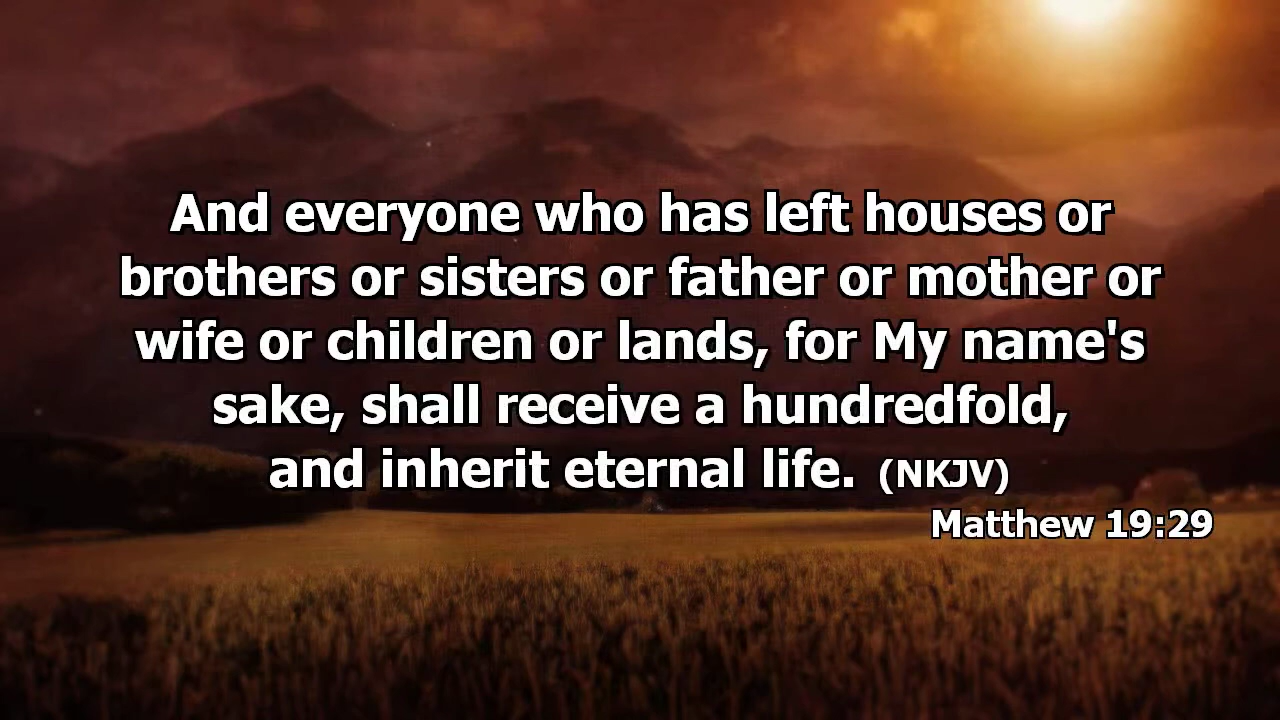 And everyone who has left houses or
brothers or sisters or father or mother or
wife or children or lands, for My name's
sake, shall receive a hundredfold,
and inherit eternal life. (NKJV)
Matthew 19:29